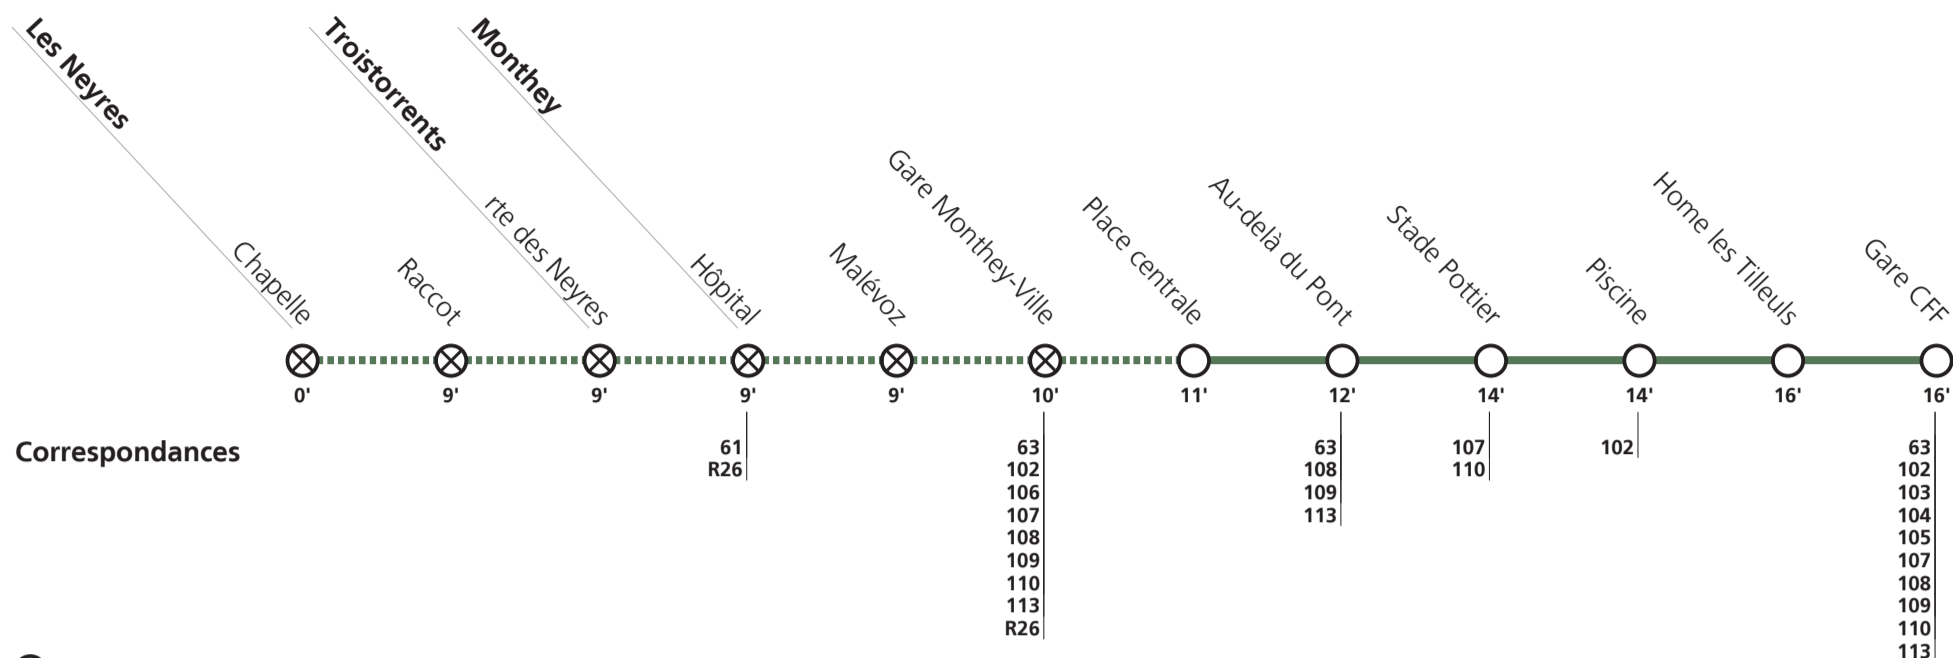 Les Neyres
Troistorrents
Monthey
Chapelle
Raccot
rte des Neyres
Hôpital
Malévoz
Gare Monthey-Ville
Place centrale
Au-delà du Pont
Stade Pottier
Piscine
Home les Tilleuls
Gare CFF
0' 9' 9' 9' 9' 10' 11' 12' 14' 14' 16' 16'
Correspondances
61
R26
63
102
106
107
108
109
110
113
R26
63
108
109
113
107
110
102
63
102
103
104
105
107
108
109
110
113